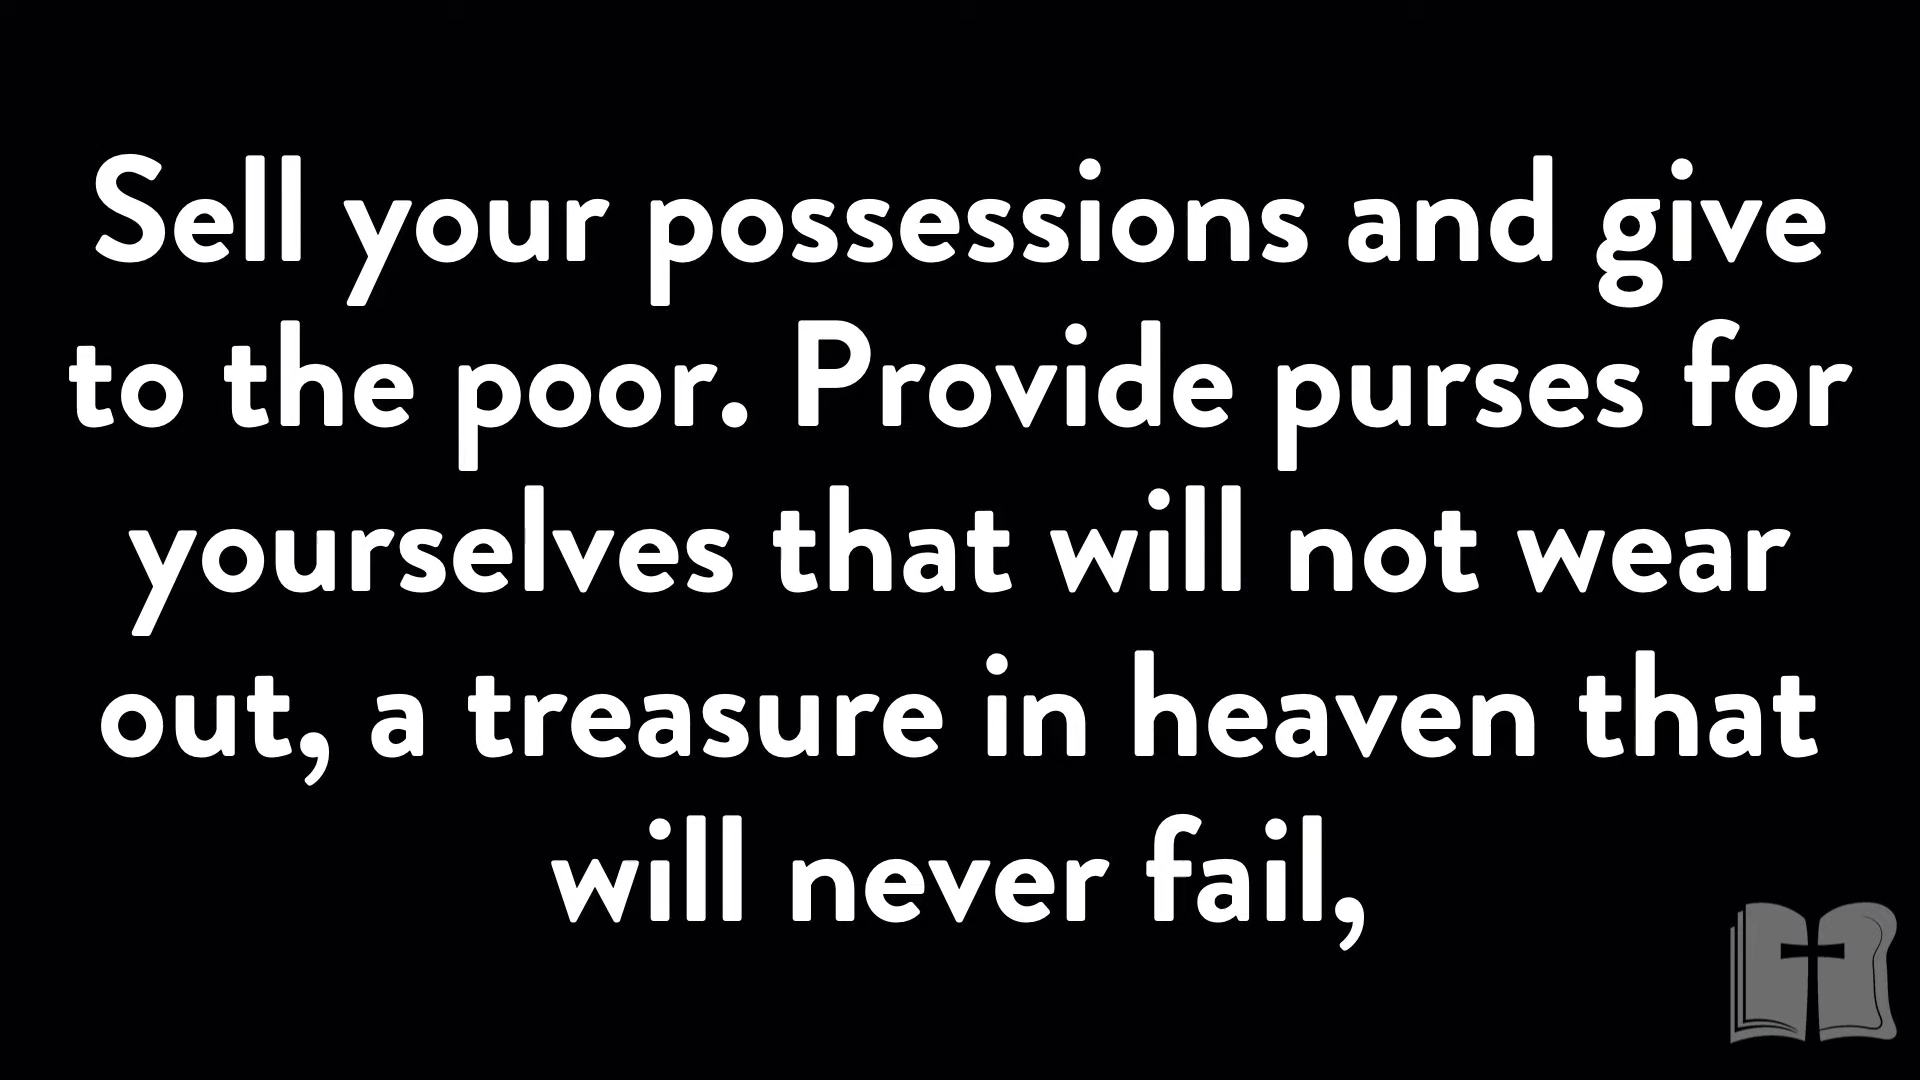 Sell your possessions and give
to the poor. Provide purses for
yourselves that will not wear
out, a treasure in heaven that
will never fail,